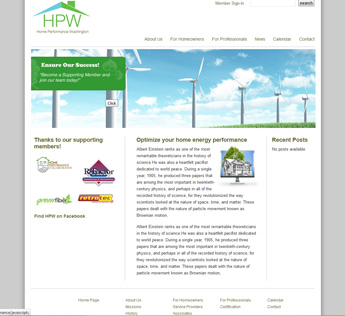 Member Sign-in
search
HPW
Home Performance Washington
About Us
For Homeowners
For Professionals
News
Calendar
Contact
Ensure Our Success!
"Become a Supporting Member and
join our team today!"
Click
Thanks to our supporting
members!
greenfiber
retrotec
Find HPW on Facebook
Optimize your home energy performance
Albert Einstein ranks as one of the most
remarkable theoreticians in the history
of science He was also a heartfelt pacifist
dedicated to world peace. During a single
year, 1905, he produced three papers that
are among the most important in twentieth-
century physics, and perhaps in all of
the recorded history of science, for they revolutionized the way
scientists looked at the nature of space, time, and matter. These
papers dealt with the nature of particle movement known as
Brownian motion.
Albert Einstein ranks as one of the most remarkable theoreticians
in the history of science He was also a heartfelt pacifist dedicated
to world peace. During a single year, 1905, he produced three
papers that are among the most important in twentieth-century
physics, and perhaps in all of the recorded history of science, for
they revolutionized the way scientists looked at the nature of
space, time, and matter. These papers dealt with the nature of
particle movement known as Brownian motion.
Recent Posts
No posts available.
Home Page
About Us
Missions
History
For Homeowners
Service Providers
Associates
For Professionals
Certification
Calendar
Contact